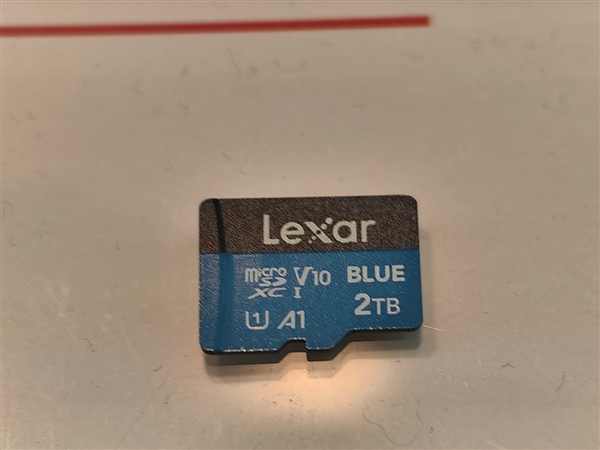 Lexar
micro SD XC I V10 BLUE
U1 A1 2TB